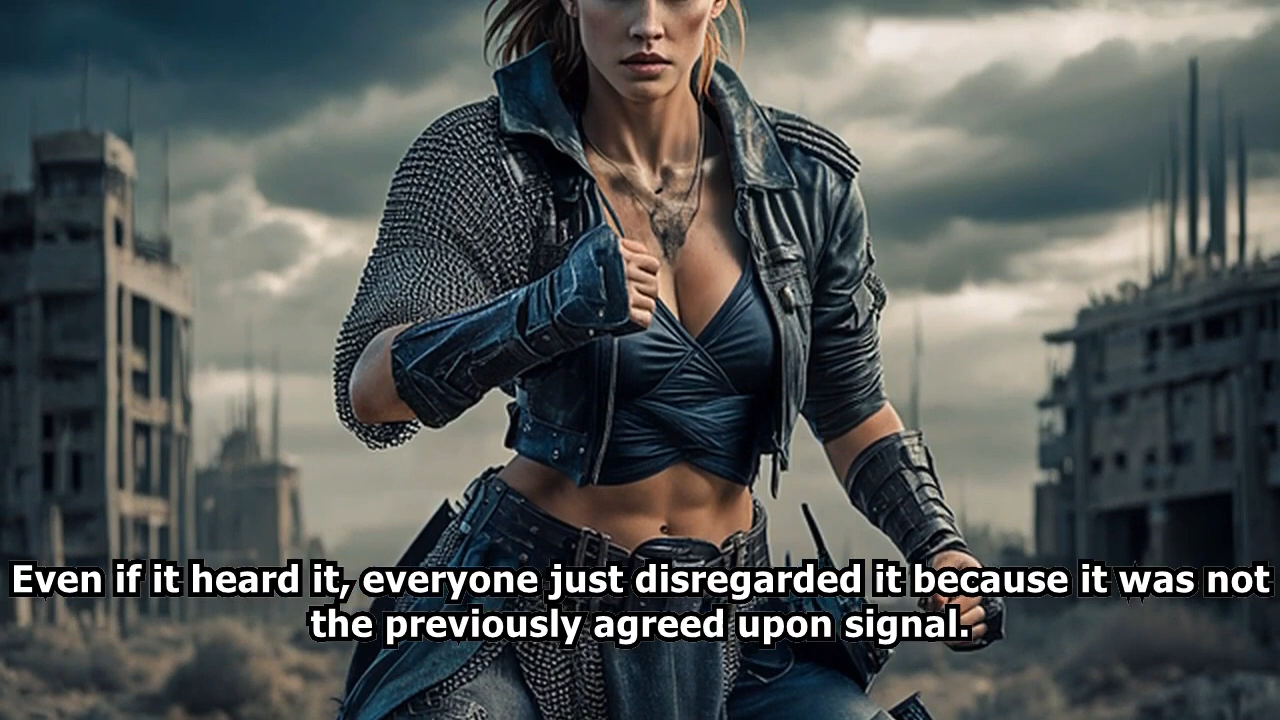 Even if it heard it, everyone just disregarded it because it was not
the previously agreed upon signal.